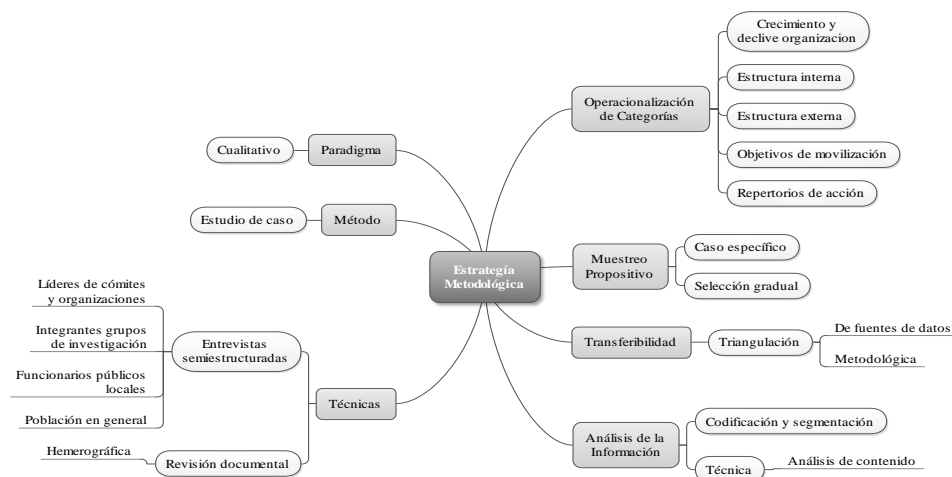 Estrategía
Metodológica
Paradigma
Cualitativo
Método
Estudio de caso
Técnicas
Entrevistas
semiestructuradas
Líderes de cómites
y organizaciones
Integrantes grupos
de investigación
Funcionarios públicos
locales
Población en general
Revisión documental
Hemerográfica
Operacionalización
de Categorías
Crecimiento y
declive organizacion
Estructura interna
Estructura externa
Objetivos de movilización
Repertorios de acción
Muestreo
Propositivo
Caso específico
Selección gradual
Transferibilidad
Triangulación
De fuentes de datos
Metodológica
Análisis de la
Información
Codificación y segmentación
Técnica
Análisis de contenido